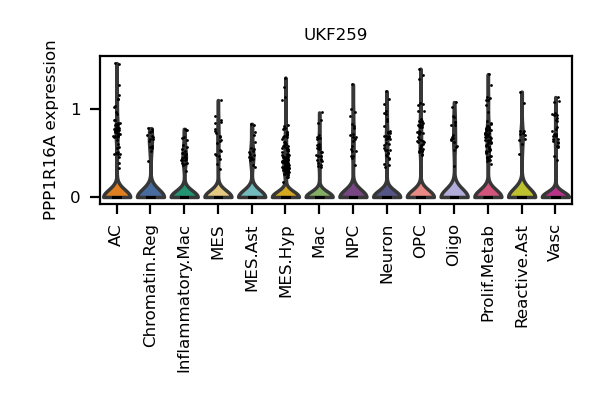 UKF259
PPP1R16A expression
1
0
AC
Chromatin.Reg
Inflammatory.Mac
MES
MES.Ast
MES.Hyp
Mac
NPC
Neuron
OPC
Oligo
Prolif.Metab
Reactive.Ast
Vasc